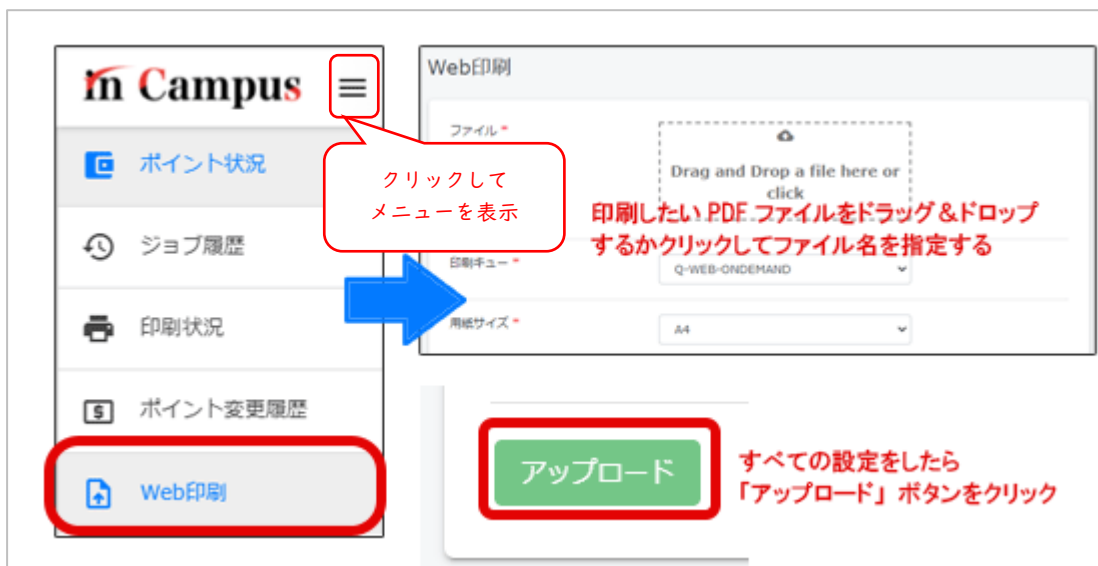 in Campus
ポイント状況
ジョブ履歴
印刷状況
ポイント変更履歴
Web印刷
クリックして
メニューを表示
Web印刷
ファイル *
Drag and Drop a file here or
click
印刷したい PDF ファイルをドラッグ&ドロップ
するかクリックしてファイル名を指定する
印刷キュー *
Q-WEB-ONDEMAND
用紙サイズ *
A4
アップロード
すべての設定をしたら
「アップロード」ボタンをクリック